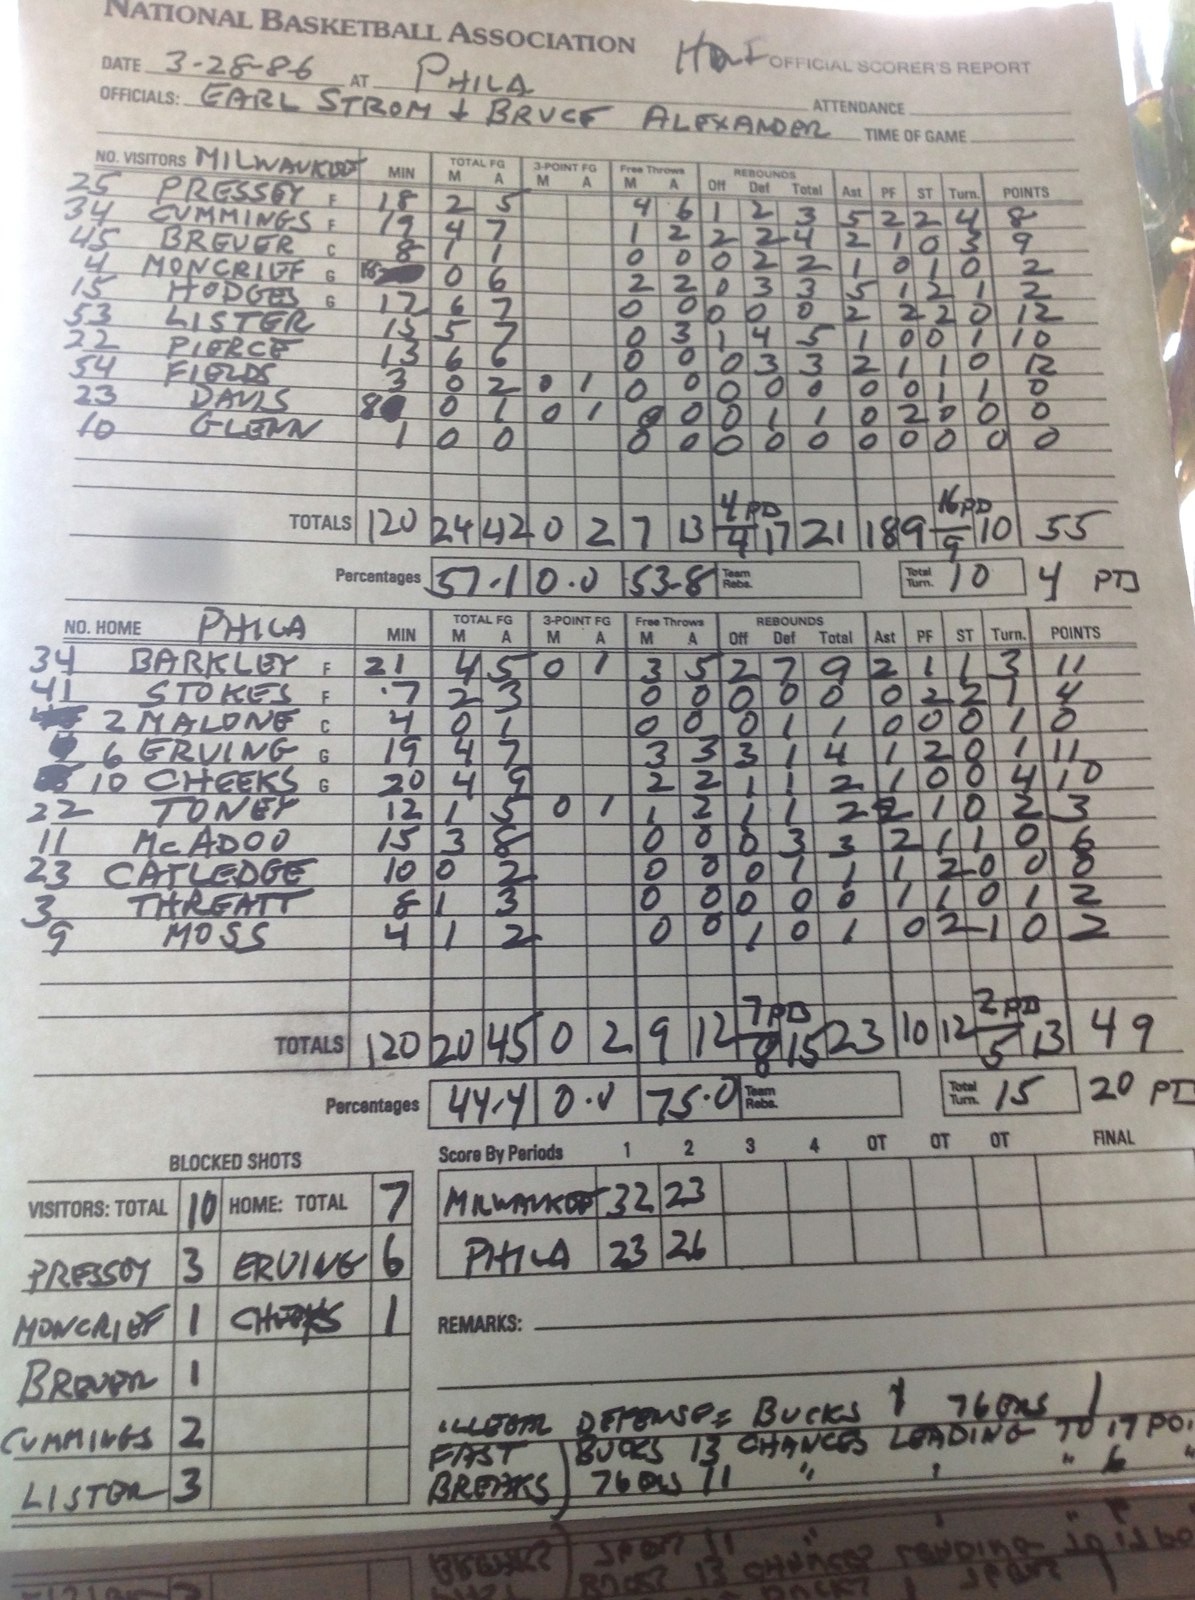 NATIONAL BASKETBALL ASSOCIATION
OFFICIAL SCORER'S REPORT
DATE 3-28-86 AT PHILA
ATTENDANCE
OFFICIALS: EARL STROM + BRUCE ALEXANDER TIME OF GAME
NO. VISITORS MILWAUKEE MIN TOTAL FG M A 3-POINT FG M A Free Throws M A REBOUNDS Off Def Total Ast PF ST Turn. POINTS
25 PRESSEY F 18 2 5 4 6 1 2 3 5 2 2 4 8
34 CUMMINGS F 19 4 7 1 2 2 2 4 2 1 0 3 9
45 BREUER C 8 1 1 0 0 0 2 2 1 0 1 0 2
4 MONCRIEF G 18 0 6 2 2 0 3 3 5 1 2 1 2
15 HODGES G 17 6 7 0 0 0 0 0 2 2 2 0 12
53 LISTER 15 5 7 0 3 1 4 5 1 0 0 1 10
22 PIERCE 13 6 6 0 0 0 3 3 2 1 1 0 12
54 FIELDS 3 0 2 0 1 0 0 0 0 0 0 0 1 1 0
23 DAVIS 8 0 1 0 1 0 0 0 1 1 0 2 0 0 0
10 GLENN 1 0 0 0 0 0 0 0 0 0 0 0 0
TOTALS 120 24 42 0 2 7 13 4 PD 4 17 21 18 9 16 PD 9 10 55
Percentages 57.1 0.0 53.8 Team Rebs. Total Turn. 10 4 PTS
NO. HOME PHILA MIN TOTAL FG M A 3-POINT FG M A Free Throws M A REBOUNDS Off Def Total Ast PF ST Turn. POINTS
34 BARKLEY F 21 4 5 0 1 3 5 2 7 9 2 1 1 3 11
41 STOKES F 7 2 3 0 0 0 0 0 0 2 2 1 4
2 MALONE C 4 0 1 0 0 0 1 1 0 0 0 1 0
6 ERVING G 19 4 7 3 3 3 1 4 1 2 0 1 11
10 CHEEKS G 20 4 9 2 2 1 1 2 1 0 0 4 10
22 TONEY 12 1 5 0 1 1 2 1 1 2 2 1 0 2 3
11 McADOO 15 3 8 0 0 0 3 3 2 1 1 0 6
23 CATLEDGE 10 0 2 0 0 0 1 1 1 2 0 0 0
3 THREATT 8 1 3 0 0 0 0 0 1 1 0 1 2
9 MOSS 4 1 2 0 0 1 0 1 0 2 1 0 2
TOTALS 120 20 45 0 2 9 12 7 PD 8 15 23 10 12 2 PD 5 13 49
Percentages 44.4 0.0 75.0 Team Rebs. Total Turn. 15 20 PTS
BLOCKED SHOTS
VISITORS: TOTAL 10 HOME: TOTAL 7
PRESSEY 3 ERVING 6
MONCRIEF 1 CHEEKS 1
BREUER 1
CUMMINGS 2
LISTER 3
Score By Periods 1 2 3 4 OT OT OT FINAL
MILWAUKEE 32 23
PHILA 23 26
REMARKS:
ILLEGAL DEFENSE: BUCKS 1 76ERS 1
FAST BUCKS 13 CHANCES LEADING TO 17 POI
BREAKS 76ERS 11 " " " 6 "